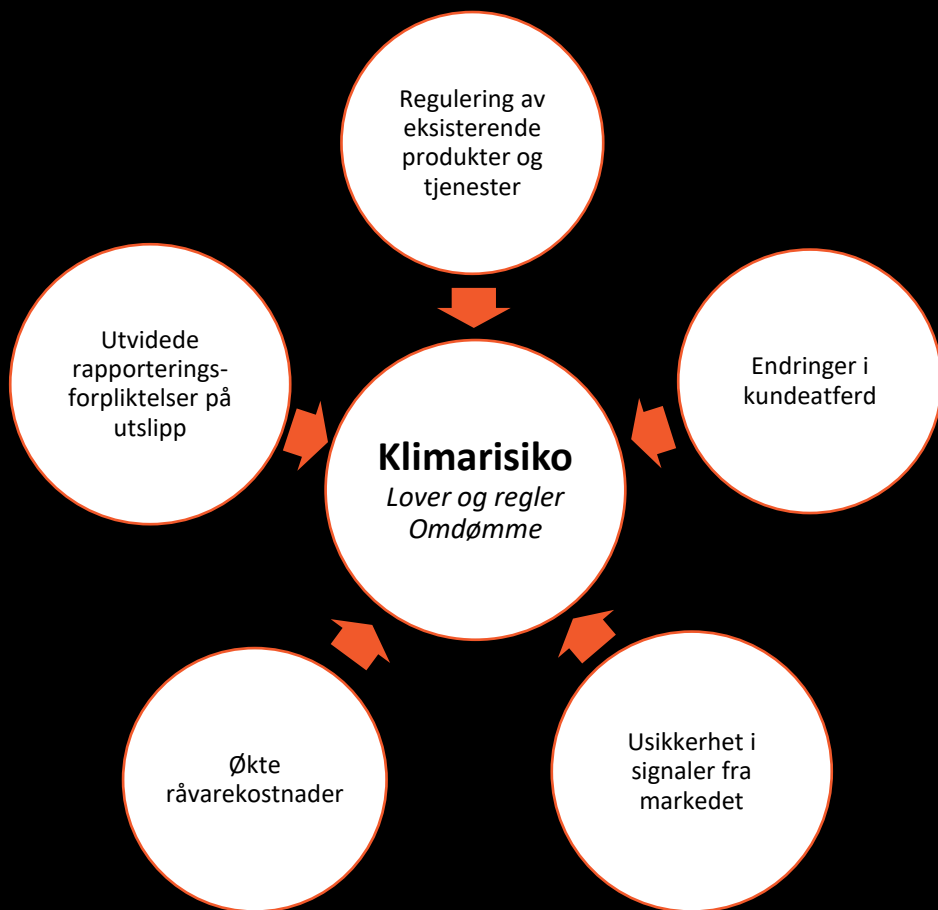 Regulering av
eksisterende
produkter og
tjenester
Utvidede
rapporterings-
forpliktelser på
utslipp
Endringer i
kundeatferd
Klimarisiko
Lover og regler
Omdømme
Økte
råvarekostnader
Usikkerhet i
signaler fra
markedet